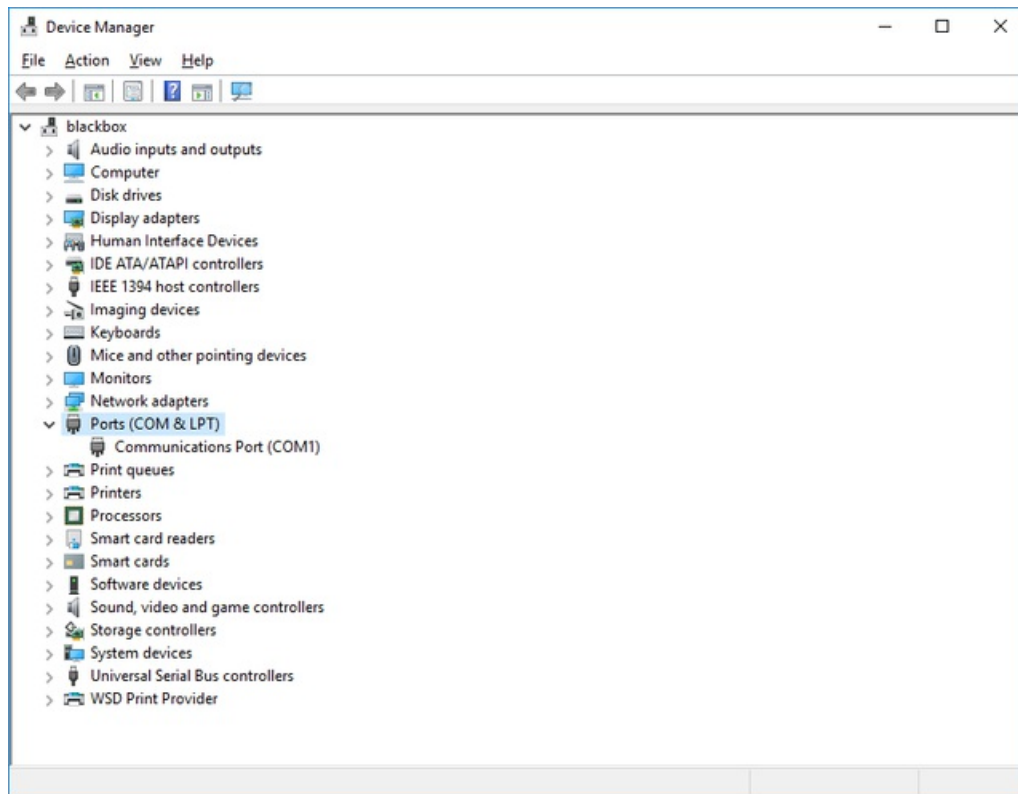 Device Manager
File Action View Help
blackbox
Audio inputs and outputs
Computer
Disk drives
Display adapters
Human Interface Devices
IDE ATA/ATAPI controllers
IEEE 1394 host controllers
Imaging devices
Keyboards
Mice and other pointing devices
Monitors
Network adapters
Ports (COM & LPT)
Communications Port (COM1)
Print queues
Printers
Processors
Smart card readers
Smart cards
Software devices
Sound, video and game controllers
Storage controllers
System devices
Universal Serial Bus controllers
WSD Print Provider